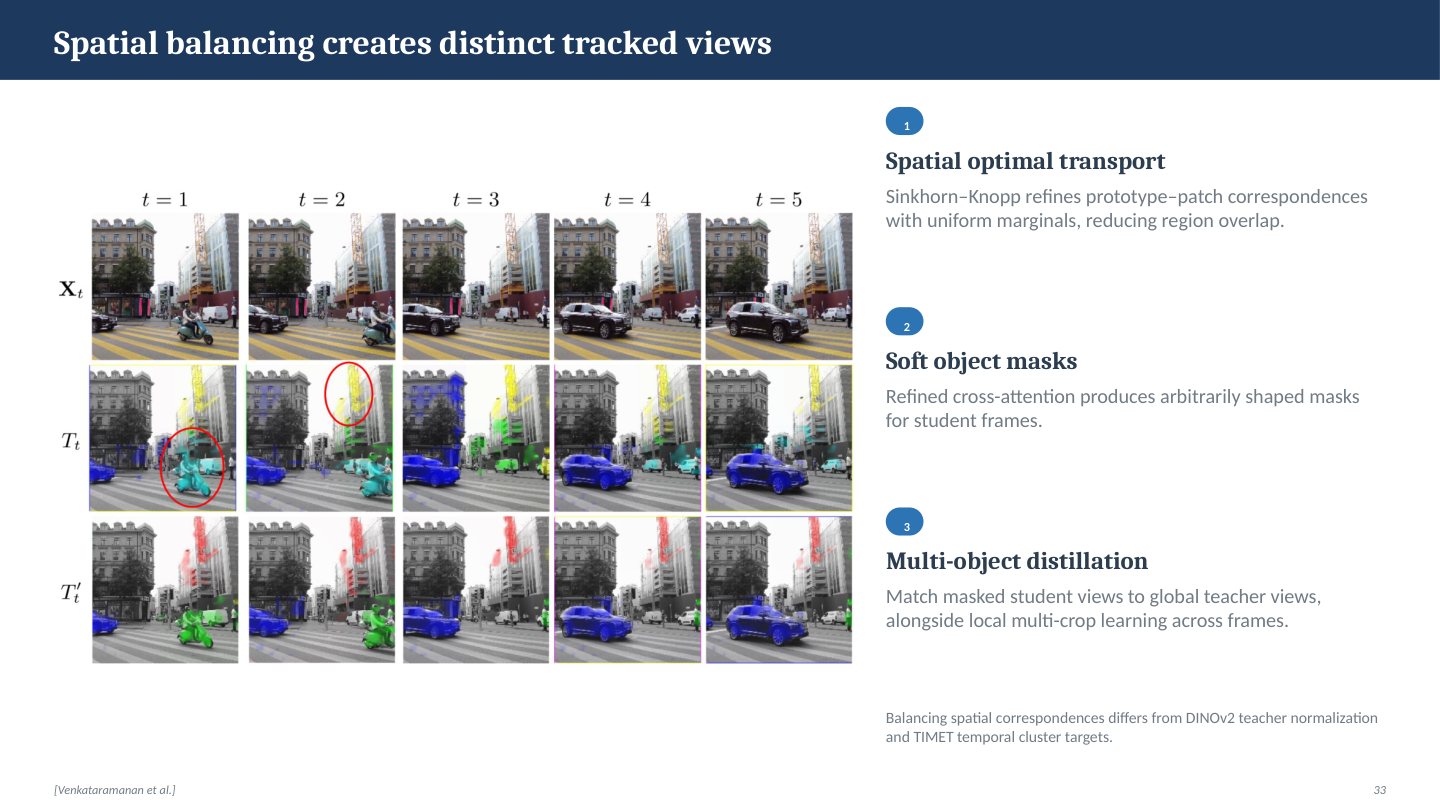 Spatial balancing creates distinct tracked views
t = 1
t = 2
t = 3
t = 4
t = 5
X_t
T_t
T′_t
1
Spatial optimal transport
Sinkhorn–Knopp refines prototype–patch correspondences
with uniform marginals, reducing region overlap.
2
Soft object masks
Refined cross-attention produces arbitrarily shaped masks
for student frames.
3
Multi-object distillation
Match masked student views to global teacher views,
alongside local multi-crop learning across frames.
Balancing spatial correspondences differs from DINOv2 teacher normalization
and TIMET temporal cluster targets.
[Venkataramanan et al.]
33